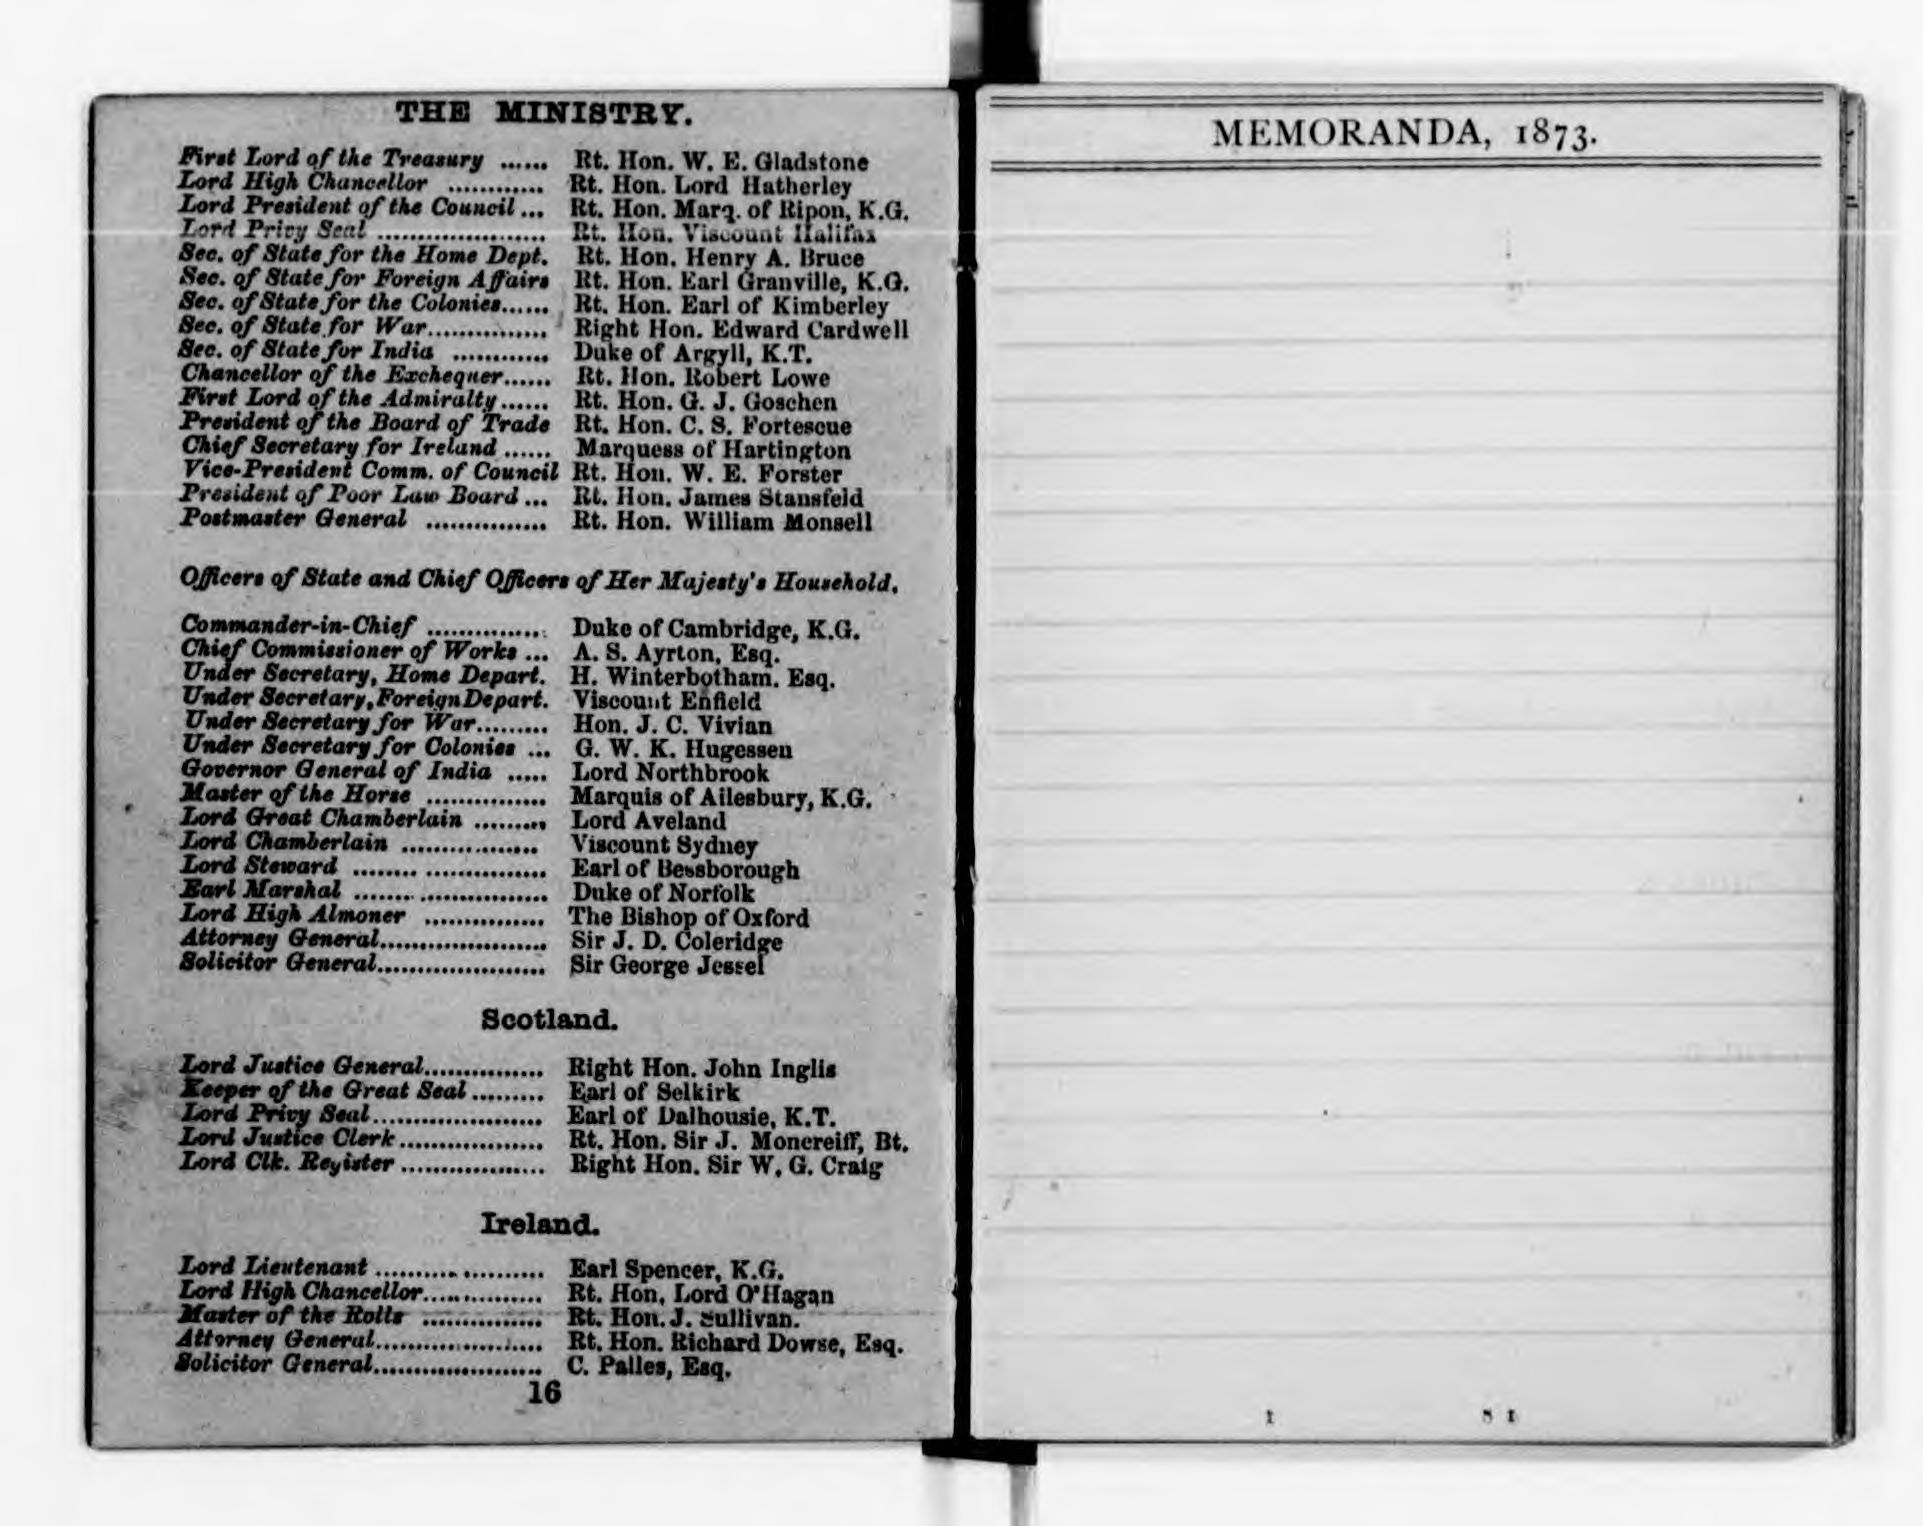 THE MINISTRY.
First Lord of the Treasury ...... Rt. Hon. W. E. Gladstone
Lord High Chancellor ............ Rt. Hon. Lord Hatherley
Lord President of the Council ... Rt. Hon. Marq. of Ripon, K.G.
Lord Privy Seal ..................... Rt. Hon. Viscount Halifax
Sec. of State for the Home Dept. Rt. Hon. Henry A. Bruce
Sec. of State for Foreign Affairs Rt. Hon. Earl Granville, K.G.
Sec. of State for the Colonies...... Rt. Hon. Earl of Kimberley
Sec. of State for War............... Right Hon. Edward Cardwell
Sec. of State for India ............ Duke of Argyll, K.T.
Chancellor of the Exchequer...... Rt. Hon. Robert Lowe
First Lord of the Admiralty ...... Rt. Hon. G. J. Goschen
President of the Board of Trade Rt. Hon. C. S. Fortescue
Chief Secretary for Ireland ...... Marquess of Hartington
Vice-President Comm. of Council Rt. Hon. W. E. Forster
President of Poor Law Board ... Rt. Hon. James Stansfeld
Postmaster General ............... Rt. Hon. William Monsell
Officers of State and Chief Officers of Her Majesty's Household.
Commander-in-Chief ............... Duke of Cambridge, K.G.
Chief Commissioner of Works ... A. S. Ayrton, Esq.
Under Secretary, Home Depart. H. Winterbotham. Esq.
Under Secretary, Foreign Depart. Viscount Enfield
Under Secretary for War......... Hon. J. C. Vivian
Under Secretary for Colonies ... G. W. K. Hugessen
Governor General of India ..... Lord Northbrook
Master of the Horse ............... Marquis of Ailesbury, K.G.
Lord Great Chamberlain ......... Lord Aveland
Lord Chamberlain .................. Viscount Sydney
Lord Steward ........................ Earl of Bessborough
Earl Marshal ........................ Duke of Norfolk
Lord High Almoner ............... The Bishop of Oxford
Attorney General..................... Sir J. D. Coleridge
Solicitor General..................... Sir George Jessel
Scotland.
Lord Justice General............... Right Hon. John Inglis
Keeper of the Great Seal ......... Earl of Selkirk
Lord Privy Seal..................... Earl of Dalhousie, K.T.
Lord Justice Clerk .................. Rt. Hon. Sir J. Moncreiff, Bt.
Lord Clk. Register .................. Right Hon. Sir W. G. Craig
Ireland.
Lord Lieutenant ..................... Earl Spencer, K.G.
Lord High Chancellor............... Rt. Hon. Lord O'Hagan
Master of the Rolls ............... Rt. Hon. J. Sullivan.
Attorney General..................... Rt. Hon. Richard Dowse, Esq.
Solicitor General..................... C. Palles, Esq.
16
MEMORANDA, 1873.